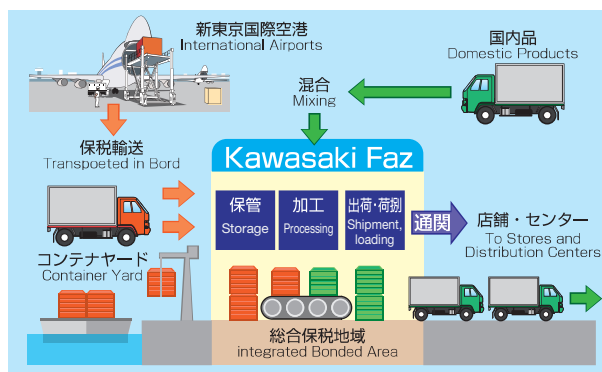 新東京国際空港
International Airports
国内品
Domestic Products
混合
Mixing
保税輸送
Transpoeted in Bord
Kawasaki Faz
保管
Storage
加工
Processing
出荷・荷捌
Shipment,
loading
通関
店舗・センター
To Stores and
Distribution Centers
コンテナヤード
Container Yard
総合保税地域
integrated Bonded Area